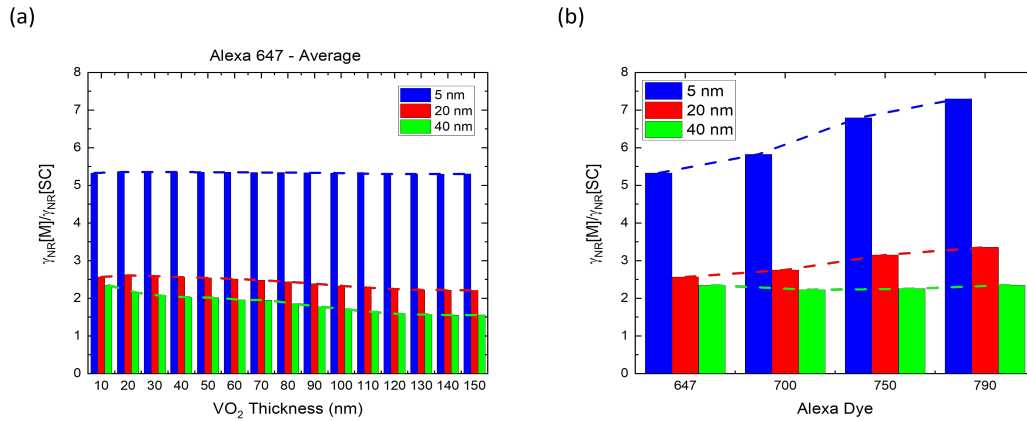 (a)
(b)
Alexa 647 - Average
8
7
6
5
4
3
2
1
0
γNR[M]/γNR[SC]
5 nm
20 nm
40 nm
10 20 30 40 50 60 70 80 90 100 110 120 130 140 150
VO2 Thickness (nm)
8
7
6
5
4
3
2
1
0
γNR[M]/γNR[SC]
5 nm
20 nm
40 nm
647 700 750 790
Alexa Dye